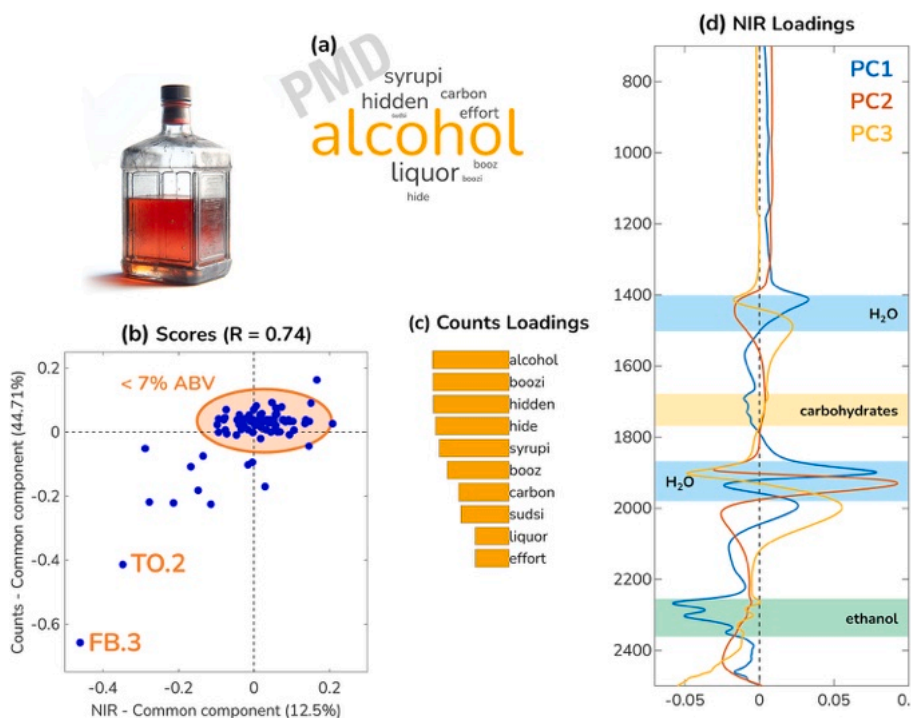 (a)
PMD
syrupi
hidden
carbon
sudsi
effort
alcohol
liquor
booz
boozi
hide
(b) Scores (R = 0.74)
< 7% ABV
TO.2
FB.3
0.2
0
-0.2
-0.4
-0.6
-0.4
-0.2
0
0.2
Counts - Common component (44.71%)
NIR - Common component (12.5%)
(c) Counts Loadings
alcohol
boozi
hidden
hide
syrupi
booz
carbon
sudsi
liquor
effort
(d) NIR Loadings
PC1
PC2
PC3
800
1000
1200
1400
1600
1800
2000
2200
2400
H₂O
carbohydrates
H₂O
ethanol
-0.05
0
0.05
0.